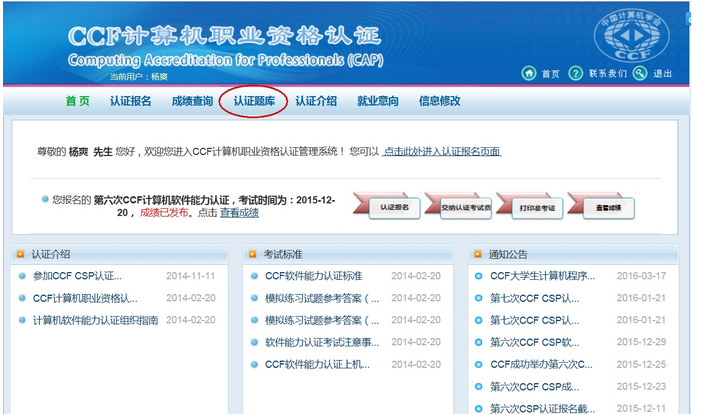 CCF计算机职业资格认证
Computing Accreditation for Professionals (CAP)
当前用户：杨爽
中国计算机学会
CCF
首页 联系我们 退出
首 页 认证报名 成绩查询 认证题库 认证介绍 就业意向 信息修改
尊敬的 杨爽 先生 您好，欢迎您进入CCF计算机职业资格认证管理系统！ 您可以 点击此处进入认证报名页面
您报名的 第六次CCF计算机软件能力认证，考试时间为：2015-12-
20， 成绩已发布。点击 查看成绩
认证报名 交纳认证考试费 打印准考证 查看成绩
认证介绍
参加CCF CSP认证... 2014-11-11
CCF计算机职业资格认... 2014-02-20
计算机软件能力认证组织指南 2014-02-20
考试标准
CCF软件能力认证标准 2014-02-20
模拟练习试题参考答案（... 2014-02-20
模拟练习试题参考答案（... 2014-02-20
软件能力认证考试注意事... 2014-02-20
CCF软件能力认证上机... 2014-02-20
通知公告
CCF大学生计算机程序... 2016-03-17
第七次CCF CSP认... 2016-01-21
第七次CCF CSP认... 2016-01-21
第六次CCF CSP软... 2015-12-29
CCF成功举办第六次C... 2015-12-25
第六次CCF CSP成... 2015-12-23
第六次CSP认证报名截... 2015-12-11